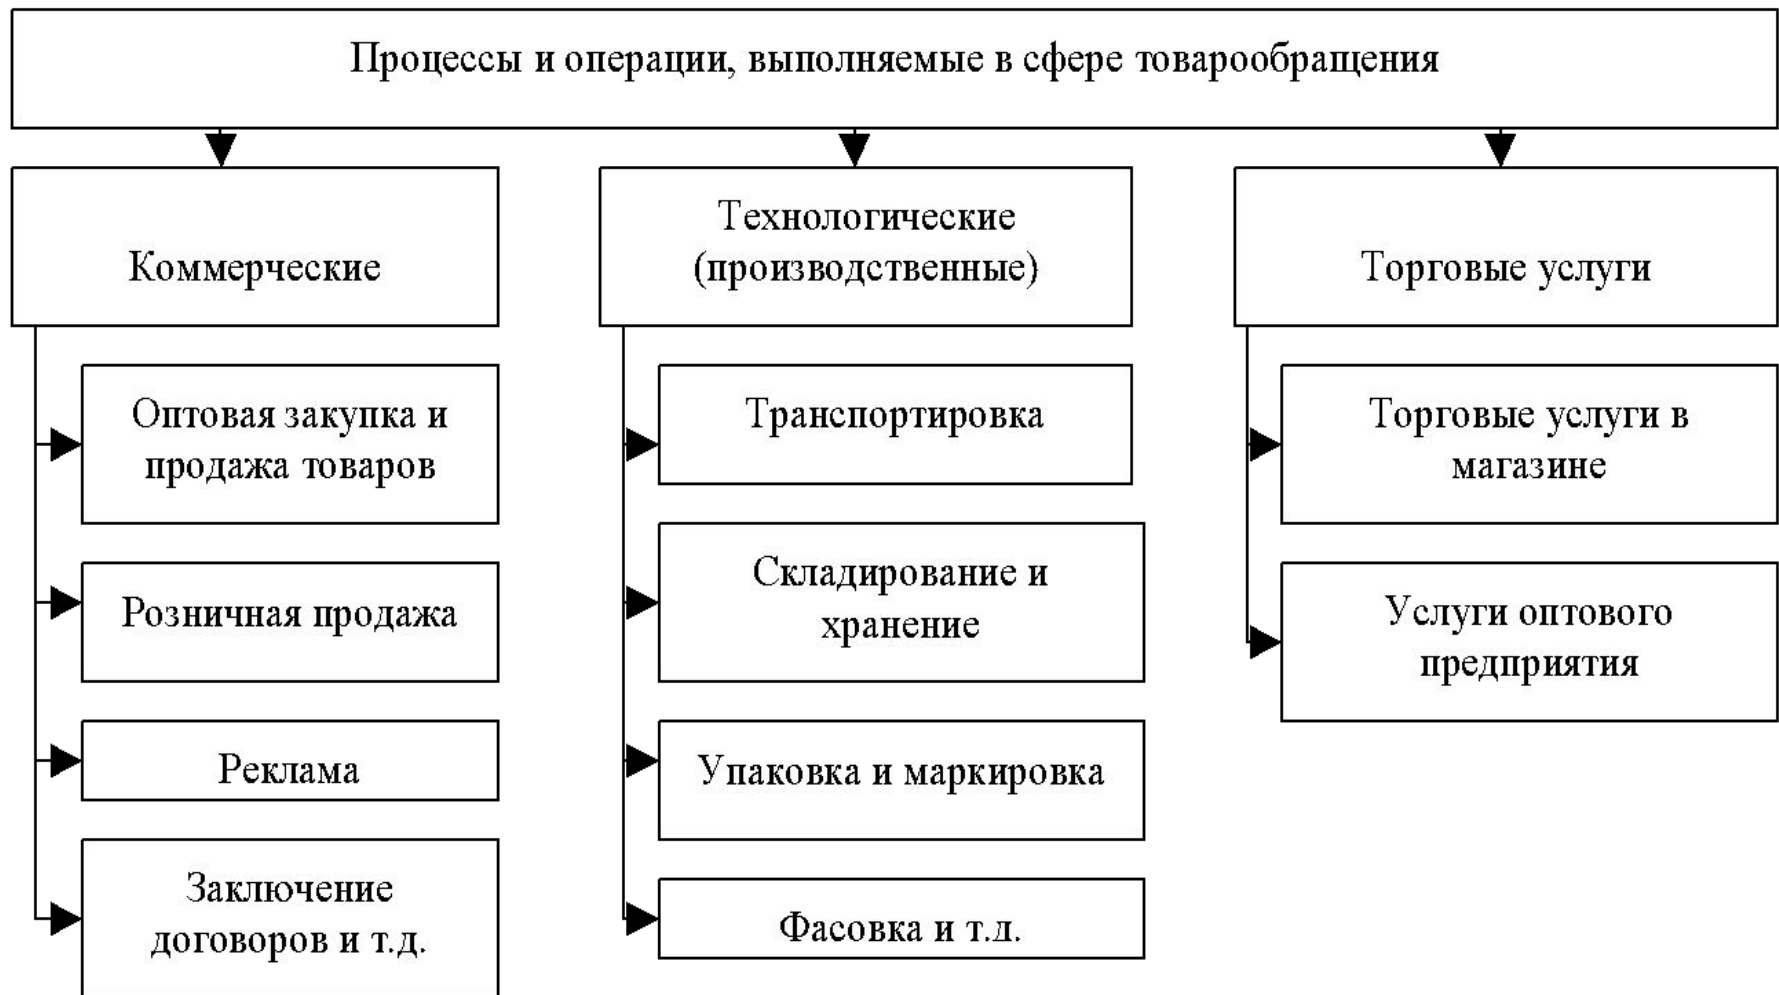 Процессы и операции, выполняемые в сфере товарообращения
Коммерческие
Технологические
(производственные)
Торговые услуги
Оптовая закупка и
продажа товаров
Розничная продажа
Реклама
Заключение
договоров и т.д.
Транспортировка
Складирование и
хранение
Упаковка и маркировка
Фасовка и т.д.
Торговые услуги в
магазине
Услуги оптового
предприятия